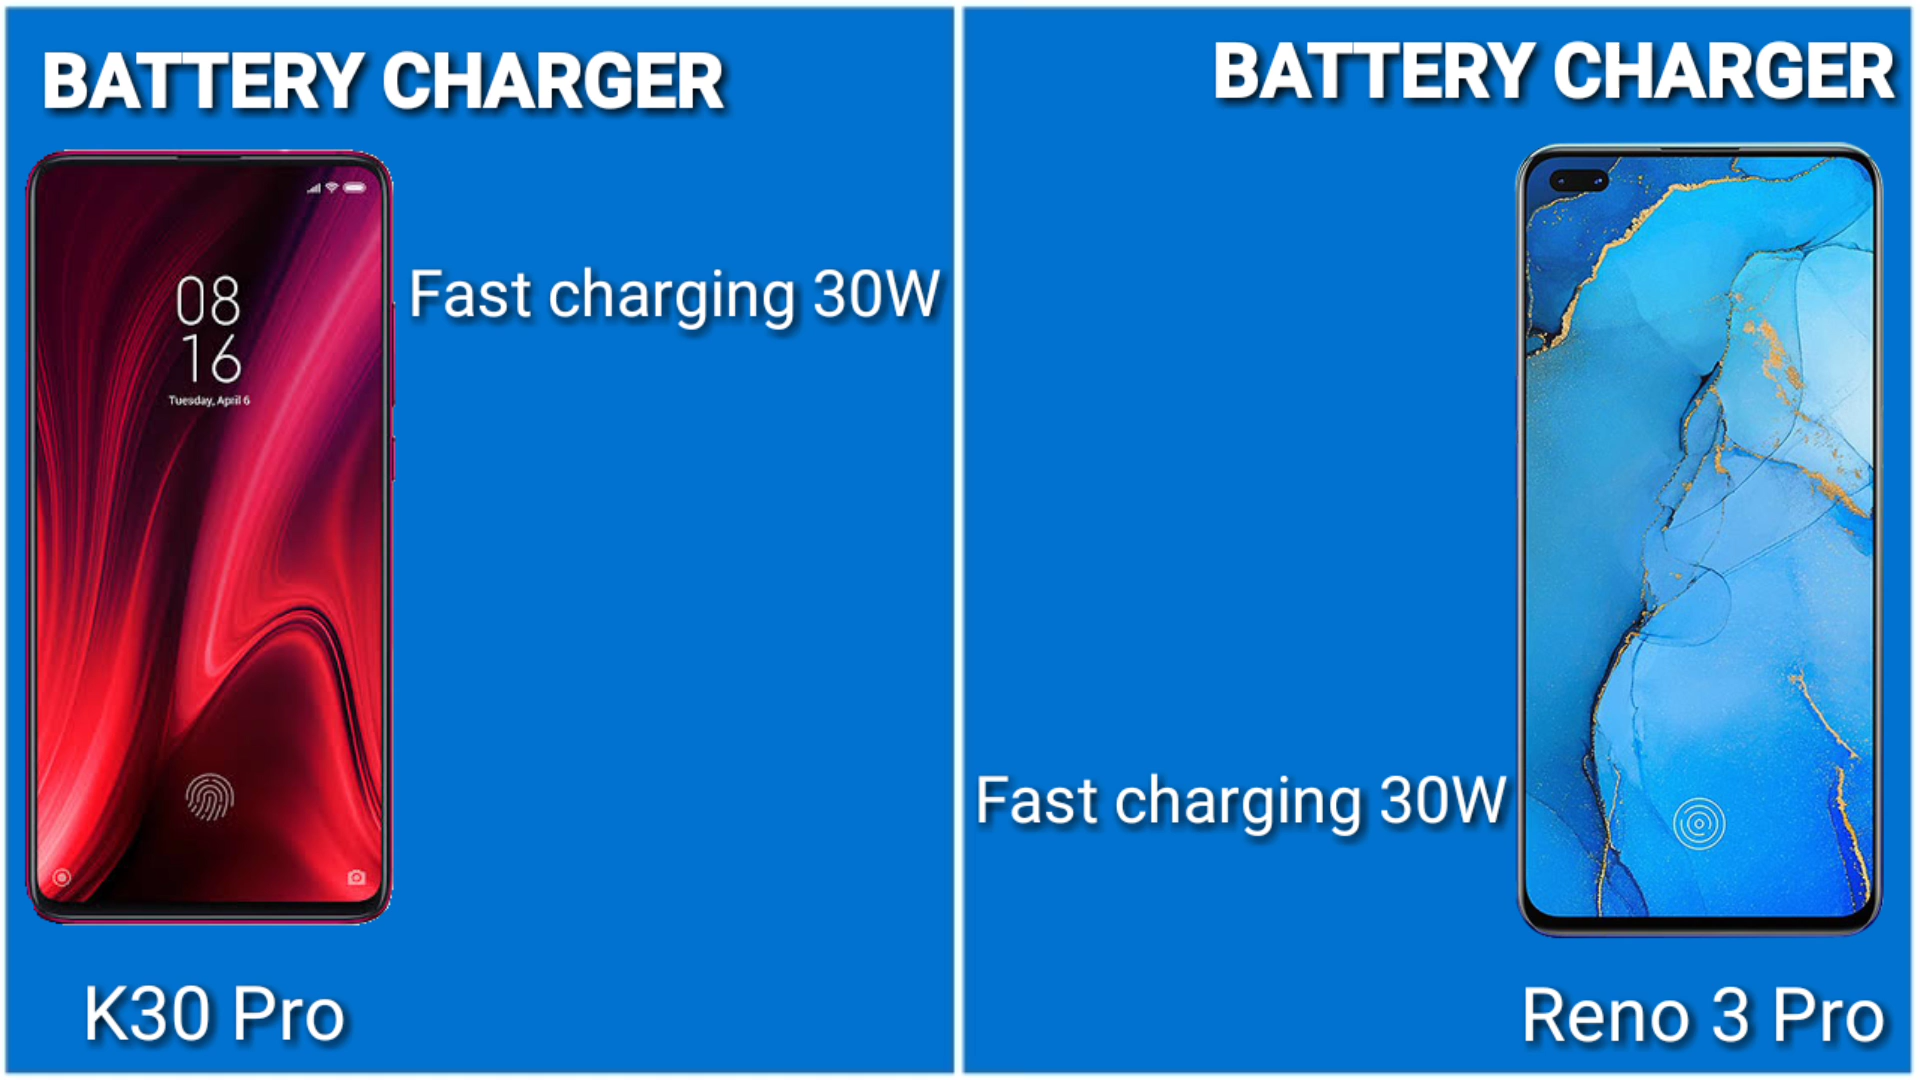 BATTERY CHARGER
08
16
Tuesday, April 6
Fast charging 30W
K30 Pro
BATTERY CHARGER
Fast charging 30W
Reno 3 Pro